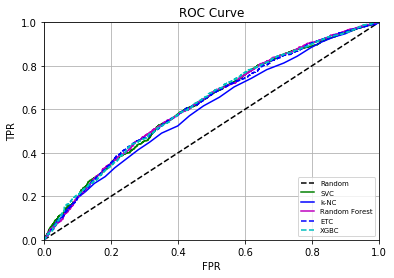 ROC Curve
1.0
0.8
0.6
0.4
0.2
0.0
TPR
0.0 0.2 0.4 0.6 0.8 1.0
FPR
Random
SVC
k-NC
Random Forest
ETC
XGBC